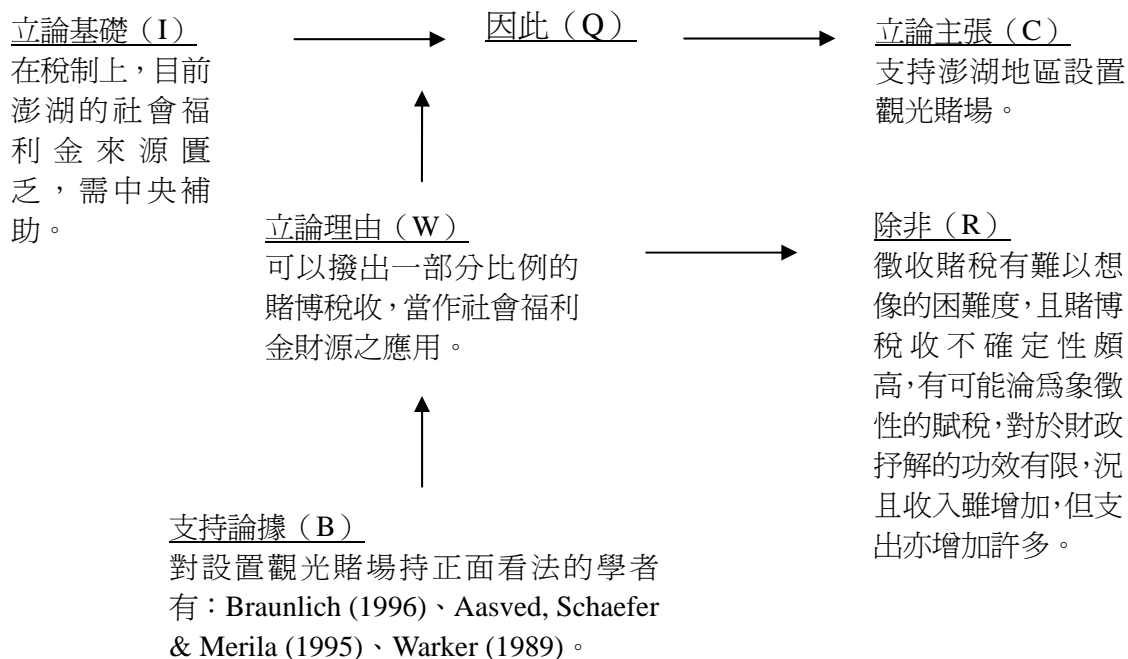 立論基礎（I）
在稅制上，目前
澎湖的社會福
利金來源匱
乏，需中央補
助。
因此（Q）
立論主張（C）
支持澎湖地區設置
觀光賭場。
立論理由（W）
可以撥出一部分比例的
賭博稅收，當作社會福利
金財源之應用。
除非（R）
徵收賭稅有難以想
像的困難度，且賭博
稅收不確定性頗
高，有可能淪為象徵
性的賦稅，對於財政
抒解的功效有限，況
且收入雖增加，但支
出亦增加許多。
支持論據（B）
對設置觀光賭場持正面看法的學者
有：Braunlich (1996)、Aasved, Schaefer
& Merila (1995)、Warker (1989)。